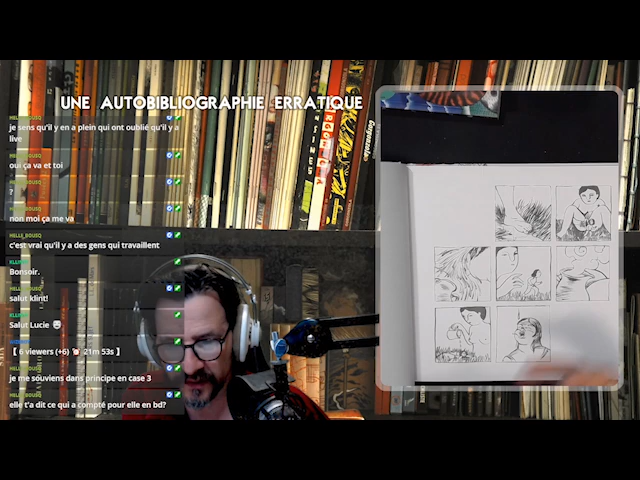 UNE AUTOBIBLIOGRAPHIE ERRATIQUE
je sens qu'il y en a plein qui ont oublié qu'il y a
live
oui ça va et toi
?
non moi ça me va
c'est vrai qu'il y a des gens qui travaillent
Bonsoir.
salut klint!
Salut Lucie
[ 6 viewers (+6) 21m 53s ]
je me souviens dans principe en case 3
elle t'a dit ce qui a compté pour elle en bd?